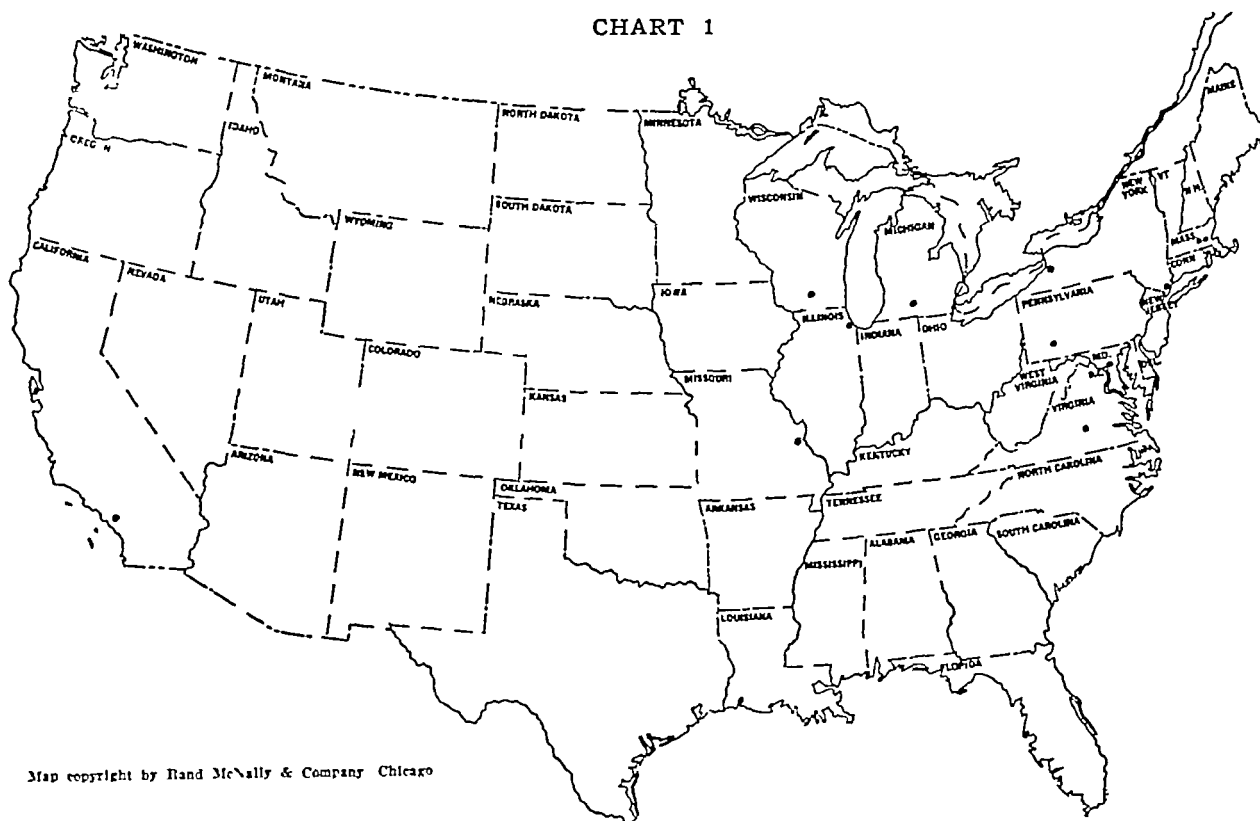 CHART 1
WASHINGTON
MONTANA
NORTH DAKOTA
MINNESOTA
MAINE
IDAHO
OREG N
NEW
YORK
VT
N.H.
WISCONSIN
SOUTH DAKOTA
WYOMING
MICHIGAN
MASS
CALIFORNIA
NEVADA
CONN
IOWA
UTAH
NEBRASKA
PENNSYLVANIA
NEW
JERSEY
ILLINOIS
INDIANA
OHIO
COLORADO
MD.
DEL
WEST
VIRGINIA
D.C.
MISSOURI
KANSAS
VIRGINIA
ARIZONA
KENTUCKY
NEW MEXICO
NORTH CAROLINA
OKLAHOMA
TEXAS
ARKANSAS
TENNESSEE
ALABAMA
GEORGIA
SOUTH CAROLINA
MISSISSIPPI
LOUISIANA
FLORIDA
Map copyright by Rand McNally & Company Chicago